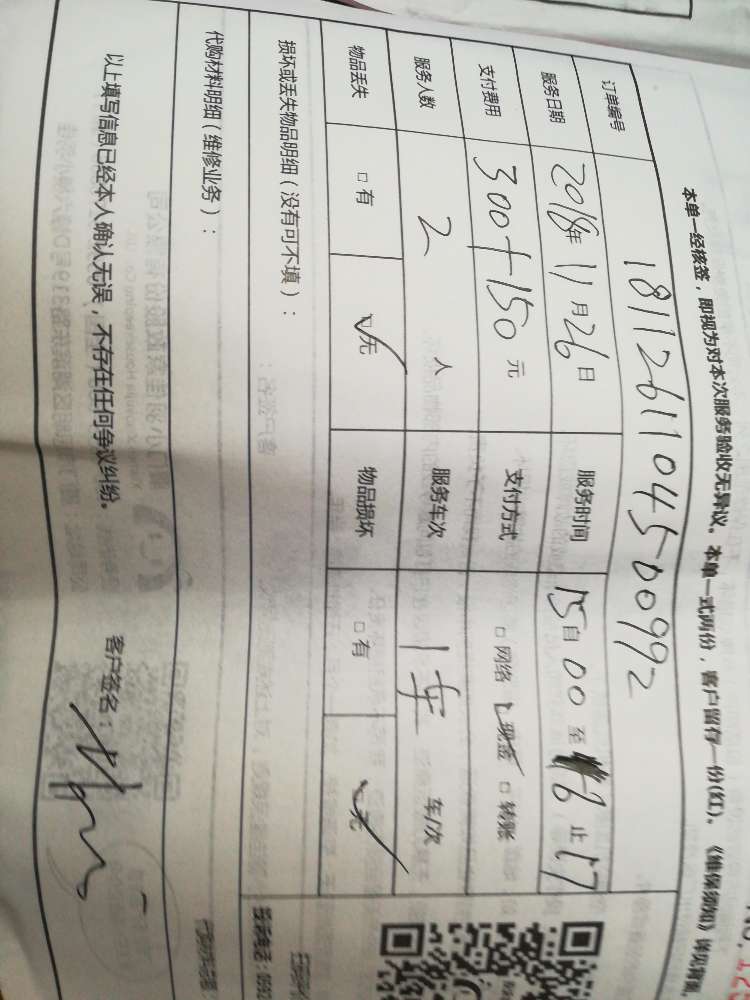 本单一经核签，即视为对本次服务验收无异议。本单一式两份，客户留存一份(红)。《维保须知》详见背面
订单编号 1811261104500992
服务日期 2018年 11月 26日 服务时间 15自00至 16止17
支付费用 300+150元 支付方式 □网络 ☑现金 □转账
服务人数 2 人 服务车次 1车 车/次
物品丢失 □有 ☑无 物品损坏 □有 ☑无
损坏或丢失物品明细（没有可不填）：
代购材料明细（维修业务）：
以上填写信息已经本人确认无误，不存在任何争议纠纷。 客户签名：